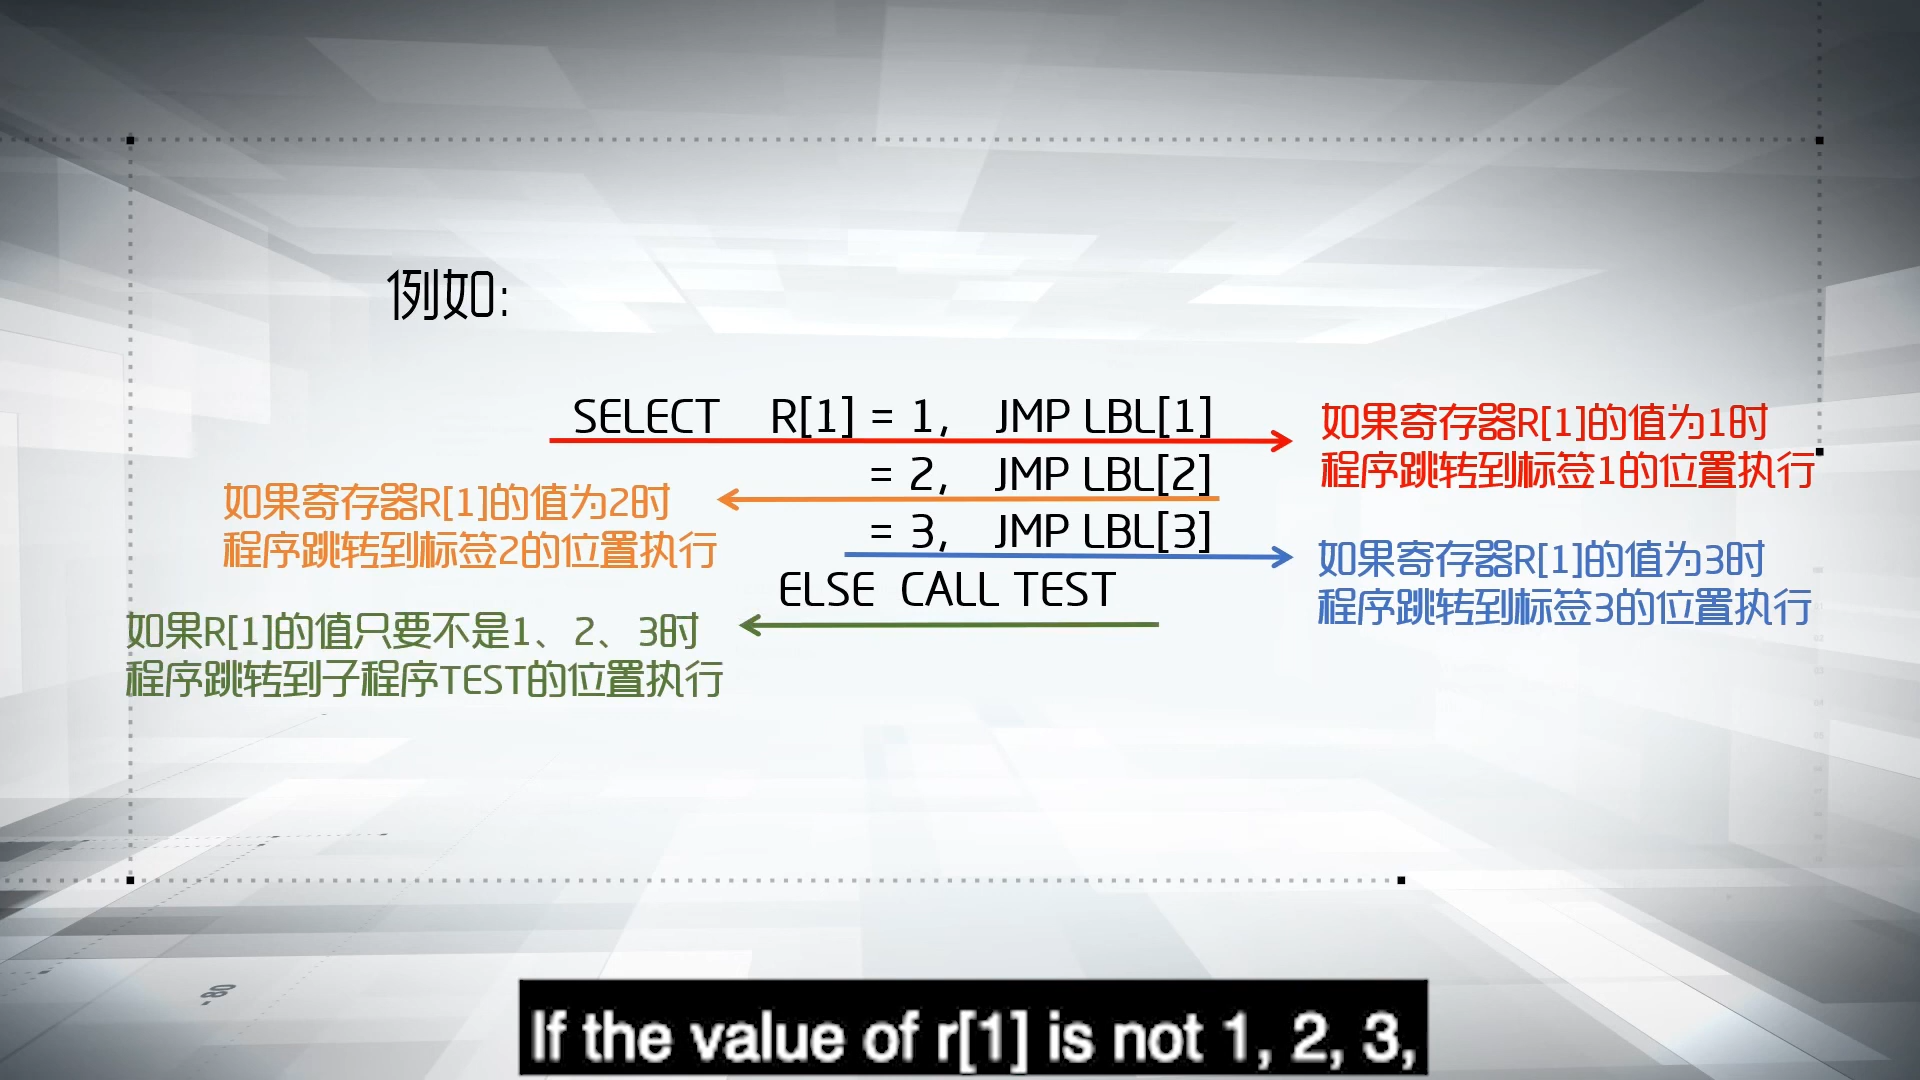 例如:
SELECT R[1] = 1, JMP LBL[1]
如果寄存器R[1]的值为1时
程序跳转到标签1的位置执行
= 2, JMP LBL[2]
如果寄存器R[1]的值为2时
程序跳转到标签2的位置执行
= 3, JMP LBL[3]
如果寄存器R[1]的值为3时
程序跳转到标签3的位置执行
ELSE CALL TEST
如果R[1]的值只要不是1、2、3时
程序跳转到子程序TEST的位置执行
-80
If the value of r[1] is not 1, 2, 3,